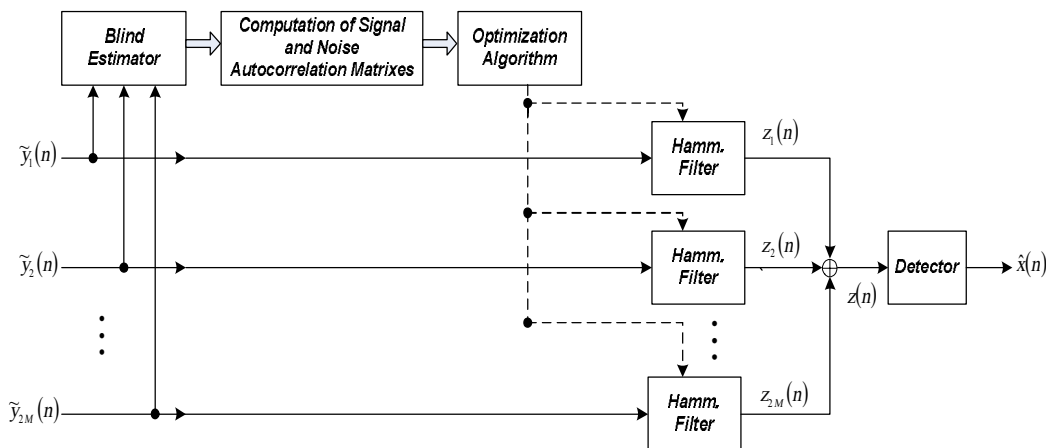 Blind
Estimator
Computation of Signal
and Noise
Autocorrelation Matrixes
Optimization
Algorithm
ỹ₁(n)
Hamm.
Filter
z₁(n)
ỹ₂(n)
Hamm.
Filter
z₂(n)
z(n)
Detector
x̂(n)
ỹ₂M(n)
Hamm.
Filter
z₂M(n)